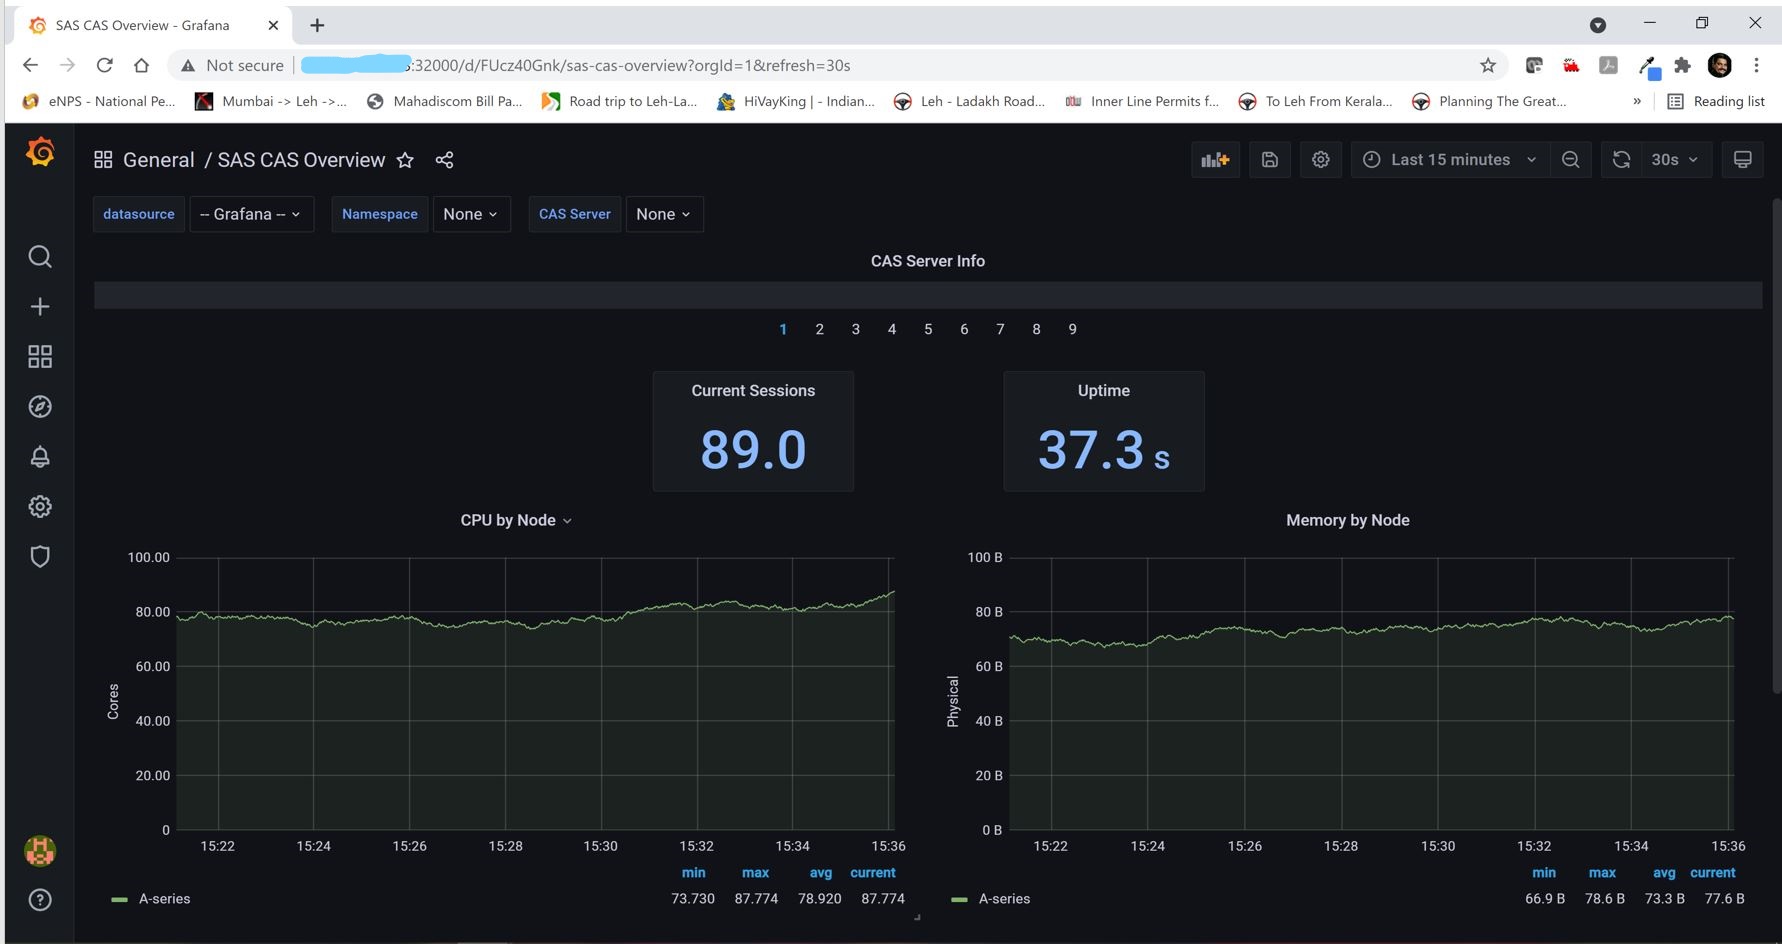 SAS CAS Overview - Grafana
Not secure
:32000/d/FUcz40Gnk/sas-cas-overview?orgId=1&refresh=30s
eNPS - National Pe...
Mumbai -> Leh ->...
Mahadiscom Bill Pa...
Road trip to Leh-La...
HiVayKing | - Indian...
Leh - Ladakh Road...
Inner Line Permits f...
To Leh From Kerala...
Planning The Great...
»
Reading list
General / SAS CAS Overview
Last 15 minutes
30s
datasource
-- Grafana --
Namespace
None
CAS Server
None
CAS Server Info
1 2 3 4 5 6 7 8 9
Current Sessions
89.0
Uptime
37.3 s
CPU by Node
100.00
80.00
60.00
40.00
20.00
0
Cores
15:22 15:24 15:26 15:28 15:30 15:32 15:34 15:36
min max avg current
A-series 73.730 87.774 78.920 87.774
Memory by Node
100 B
80 B
60 B
40 B
20 B
0 B
Physical
15:22 15:24 15:26 15:28 15:30 15:32 15:34 15:36
min max avg current
A-series 66.9 B 78.6 B 73.3 B 77.6 B